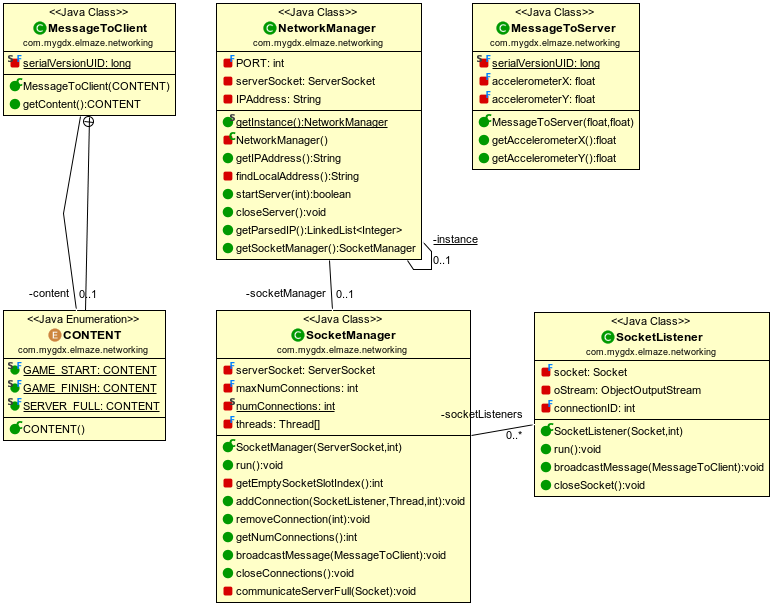 <<Java Class>>
MessageToClient
com.mygdx.elmaze.networking
serialVersionUID: long
MessageToClient(CONTENT)
getContent():CONTENT
<<Java Class>>
NetworkManager
com.mygdx.elmaze.networking
PORT: int
serverSocket: ServerSocket
IPAddress: String
getInstance():NetworkManager
NetworkManager()
getIPAddress():String
findLocalAddress():String
startServer(int):boolean
closeServer():void
getParsedIP():LinkedList<Integer>
getSocketManager():SocketManager
<<Java Class>>
MessageToServer
com.mygdx.elmaze.networking
serialVersionUID: long
accelerometerX: float
accelerometerY: float
MessageToServer(float,float)
getAccelerometerX():float
getAccelerometerY():float
-instance
0..1
-content
0..1
-socketManager
0..1
<<Java Enumeration>>
CONTENT
com.mygdx.elmaze.networking
GAME_START: CONTENT
GAME_FINISH: CONTENT
SERVER_FULL: CONTENT
CONTENT()
<<Java Class>>
SocketManager
com.mygdx.elmaze.networking
serverSocket: ServerSocket
maxNumConnections: int
numConnections: int
threads: Thread[]
SocketManager(ServerSocket,int)
run():void
getEmptySocketSlotIndex():int
addConnection(SocketListener,Thread,int):void
removeConnection(int):void
getNumConnections():int
broadcastMessage(MessageToClient):void
closeConnections():void
communicateServerFull(Socket):void
-socketListeners
0..*
<<Java Class>>
SocketListener
com.mygdx.elmaze.networking
socket: Socket
oStream: ObjectOutputStream
connectionID: int
SocketListener(Socket,int)
run():void
broadcastMessage(MessageToClient):void
closeSocket():void